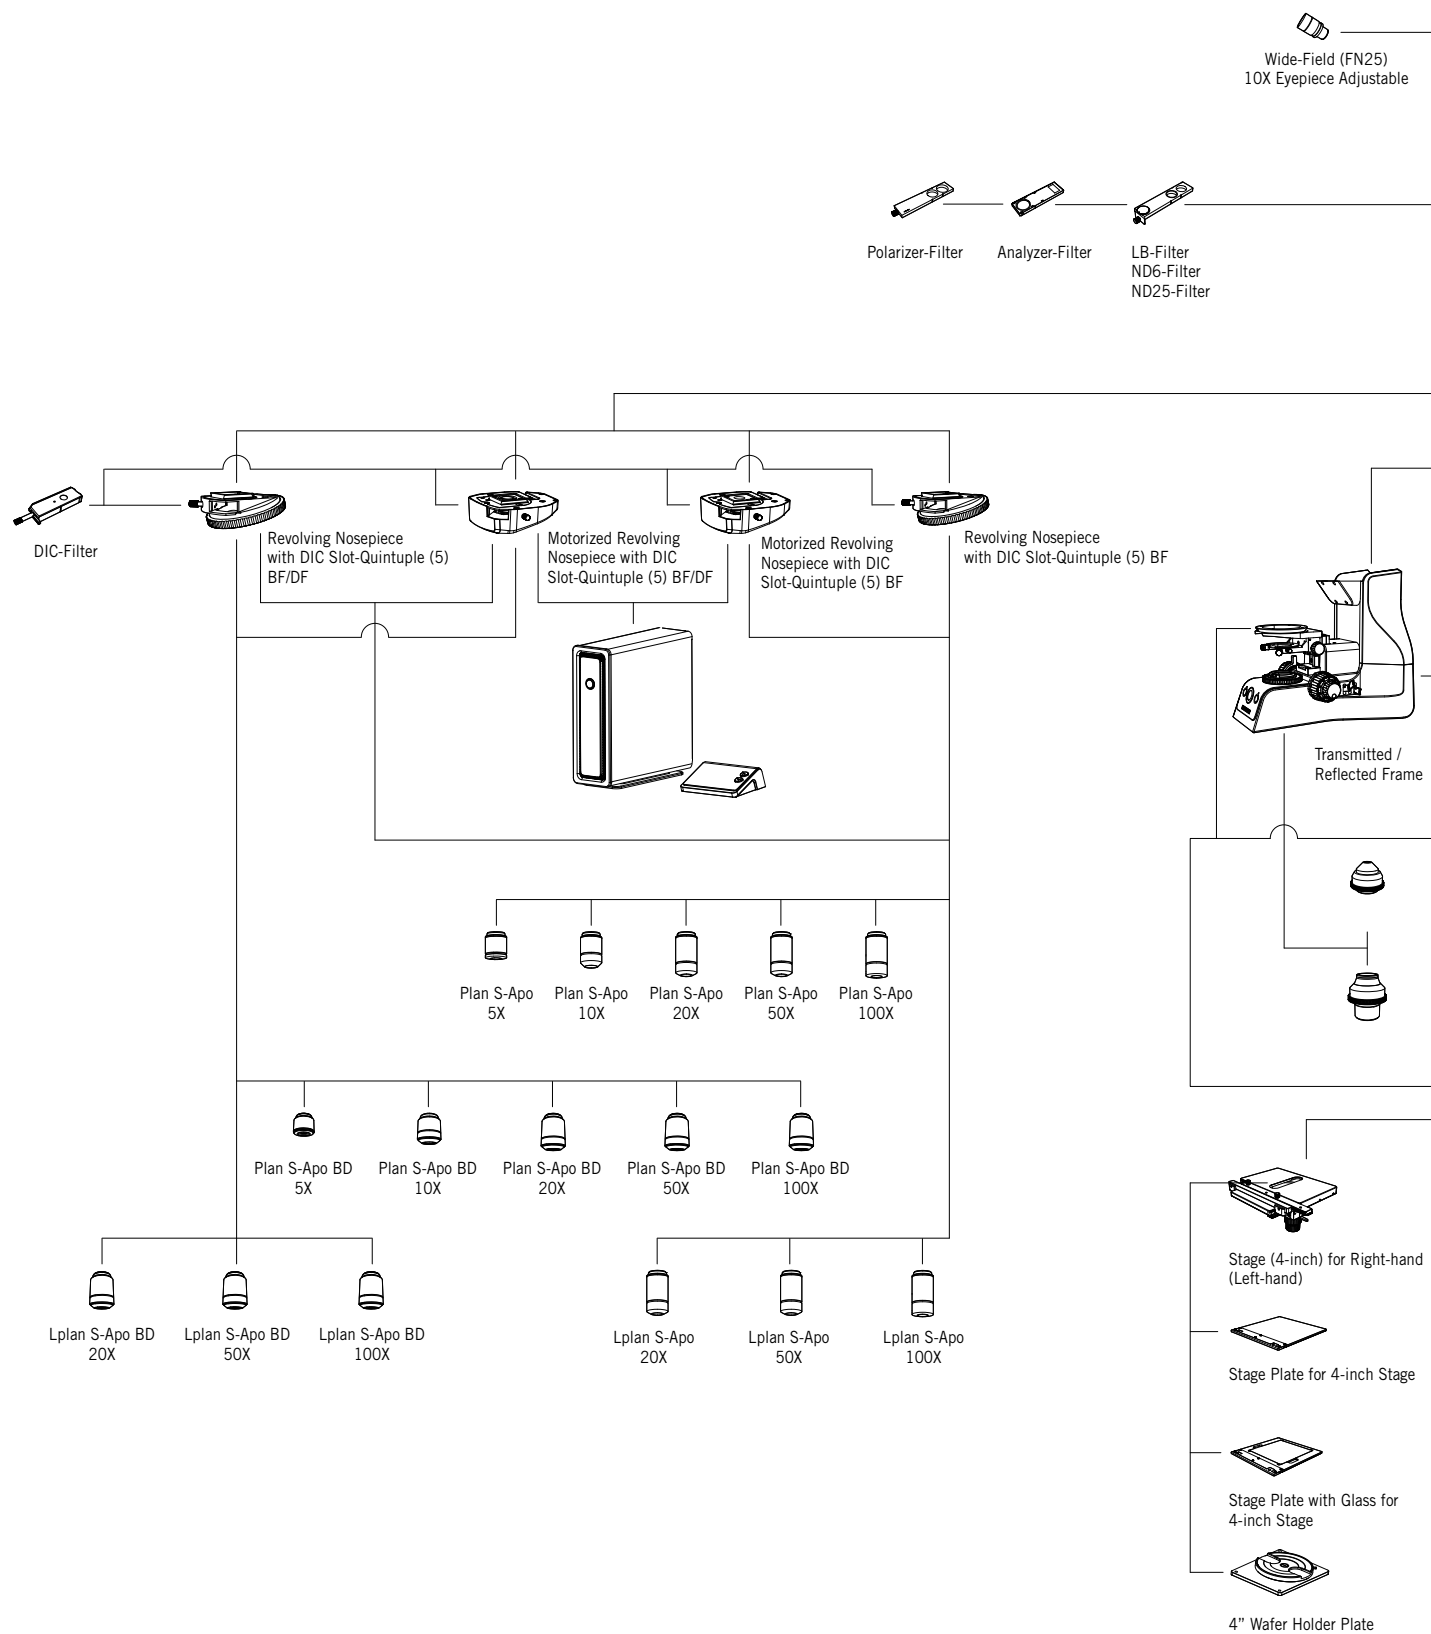 Wide-Field (FN25)
10X Eyepiece Adjustable
Polarizer-Filter
Analyzer-Filter
LB-Filter
ND6-Filter
ND25-Filter
DIC-Filter
Revolving Nosepiece
with DIC Slot-Quintuple (5)
BF/DF
Motorized Revolving
Nosepiece with DIC
Slot-Quintuple (5) BF/DF
Motorized Revolving
Nosepiece with DIC
Slot-Quintuple (5) BF
Revolving Nosepiece
with DIC Slot-Quintuple (5) BF
Transmitted /
Reflected Frame
Plan S-Apo
5X
Plan S-Apo
10X
Plan S-Apo
20X
Plan S-Apo
50X
Plan S-Apo
100X
Plan S-Apo BD
5X
Plan S-Apo BD
10X
Plan S-Apo BD
20X
Plan S-Apo BD
50X
Plan S-Apo BD
100X
Lplan S-Apo BD
20X
Lplan S-Apo BD
50X
Lplan S-Apo BD
100X
Lplan S-Apo
20X
Lplan S-Apo
50X
Lplan S-Apo
100X
Stage (4-inch) for Right-hand
(Left-hand)
Stage Plate for 4-inch Stage
Stage Plate with Glass for
4-inch Stage
4” Wafer Holder Plate